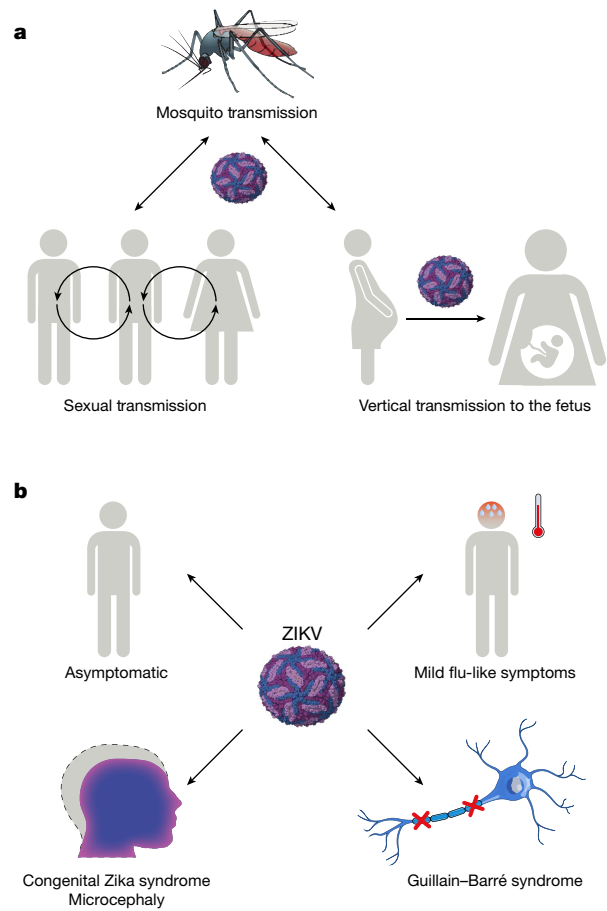 a
Mosquito transmission
Sexual transmission
Vertical transmission to the fetus
b
ZIKV
Asymptomatic
Mild flu-like symptoms
Congenital Zika syndrome
Microcephaly
Guillain–Barré syndrome